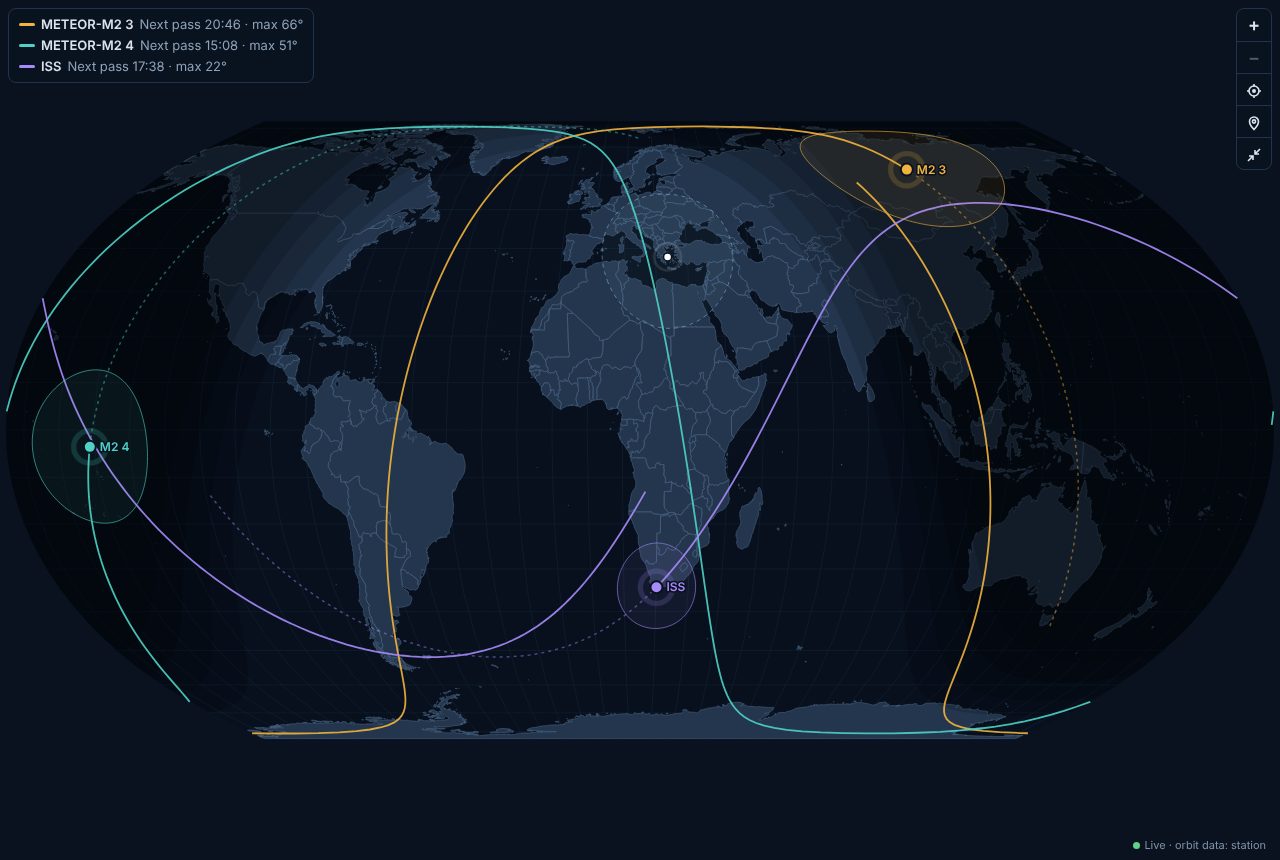 METEOR-M2 3 Next pass 20:46 · max 66°
METEOR-M2 4 Next pass 15:08 · max 51°
ISS Next pass 17:38 · max 22°
M2 3
M2 4
ISS
Live · orbit data: station